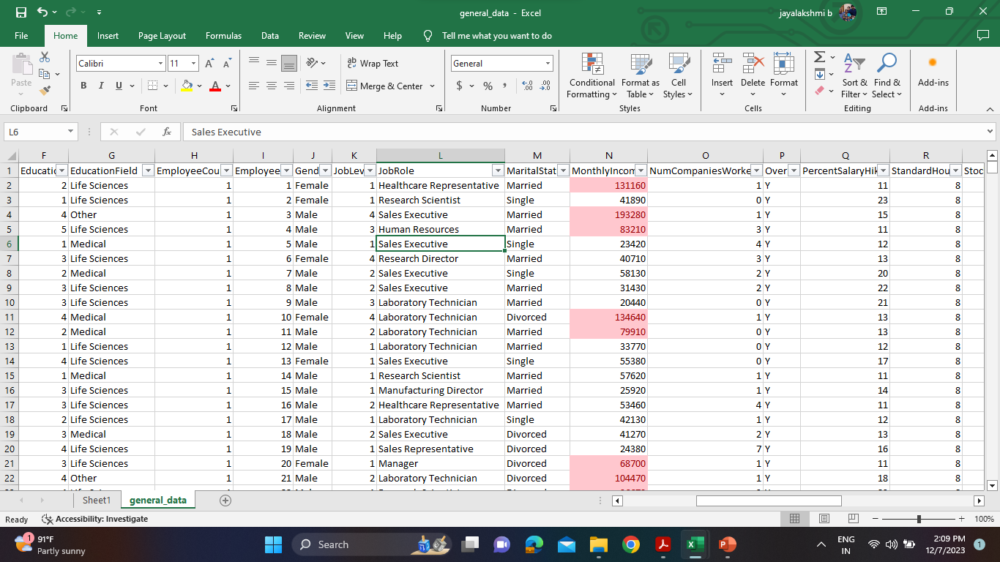 general_data - Excel
jayalakshmi b
File Home Insert Page Layout Formulas Data Review View Help Tell me what you want to do
Calibri 11 A A ab Wrap Text General
Paste B I U A Merge & Center $ % , Conditional Formatting Format as Table Cell Styles Insert Delete Format Sort & Filter Find & Select Add-ins
Clipboard Font Alignment Number Styles Cells Editing Add-ins
L6 fx Sales Executive
F G H I J K L M N O P Q R
1 Educatio EducationField EmployeeCou Employee Gend JobLev JobRole MaritalStat MonthlyIncom NumCompaniesWorke Over PercentSalaryHik StandardHou Stoc
2 2 Life Sciences 1 1 Female 1 Healthcare Representative Married 131160 1 Y 11 8
3 1 Life Sciences 1 2 Female 1 Research Scientist Single 41890 0 Y 23 8
4 4 Other 1 3 Male 4 Sales Executive Married 193280 1 Y 15 8
5 5 Life Sciences 1 4 Male 3 Human Resources Married 83210 3 Y 11 8
6 1 Medical 1 5 Male 1 Sales Executive Single 23420 4 Y 12 8
7 3 Life Sciences 1 6 Female 4 Research Director Married 40710 3 Y 13 8
8 2 Medical 1 7 Male 2 Sales Executive Single 58130 2 Y 20 8
9 3 Life Sciences 1 8 Male 2 Sales Executive Married 31430 2 Y 22 8
10 3 Life Sciences 1 9 Male 3 Laboratory Technician Married 20440 0 Y 21 8
11 4 Medical 1 10 Female 4 Laboratory Technician Divorced 134640 1 Y 13 8
12 2 Medical 1 11 Male 2 Laboratory Technician Married 79910 0 Y 13 8
13 1 Life Sciences 1 12 Male 1 Laboratory Technician Married 33770 0 Y 12 8
14 4 Life Sciences 1 13 Female 1 Sales Executive Single 55380 0 Y 17 8
15 1 Medical 1 14 Male 1 Research Scientist Married 57620 1 Y 11 8
16 3 Life Sciences 1 15 Male 1 Manufacturing Director Married 25920 1 Y 14 8
17 3 Life Sciences 1 16 Male 2 Healthcare Representative Married 53460 4 Y 11 8
18 2 Life Sciences 1 17 Male 1 Laboratory Technician Single 42130 1 Y 12 8
19 3 Medical 1 18 Male 2 Sales Executive Divorced 41270 2 Y 13 8
20 4 Life Sciences 1 19 Male 1 Sales Representative Divorced 24380 7 Y 16 8
21 3 Life Sciences 1 20 Female 1 Manager Divorced 68700 1 Y 11 8
22 4 Other 1 21 Male 2 Laboratory Technician Divorced 104470 1 Y 18 8
Sheet1 general_data
Ready Accessibility: Investigate 100%
1 91°F
Partly sunny
Search
ENG
IN
2:09 PM
12/7/2023
1